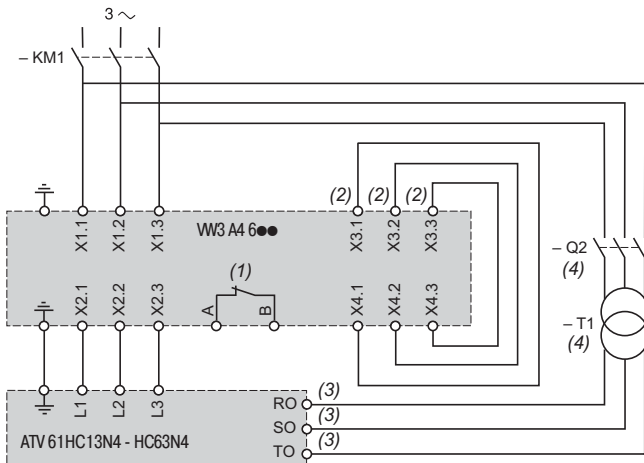 3 ~
– KM1
(2) (2) (2)
X1.1 X1.2 X1.3 X3.1 X3.2 X3.3
VW3 A4 6●●
– Q2
(4)
(1)
X2.1 X2.2 X2.3 A B X4.1 X4.2 X4.3
– T1
(4)
L1 L2 L3
RO (3)
SO (3)
TO (3)
ATV 61HC13N4 - HC63N4